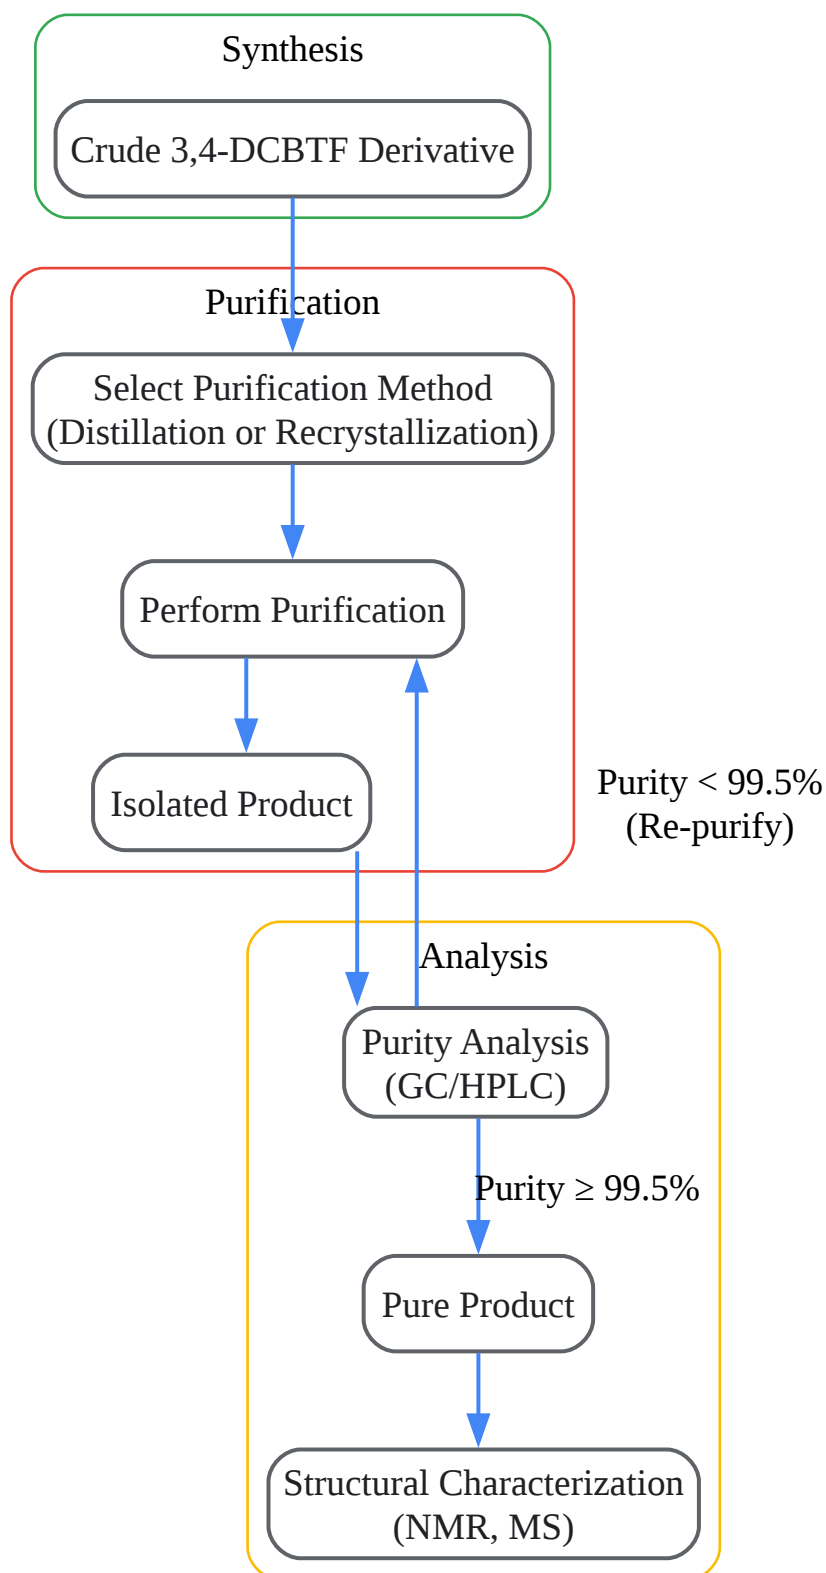 Synthesis
Crude 3,4-DCBTF Derivative
Purification
Select Purification Method
(Distillation or Recrystallization)
Perform Purification
Isolated Product
Purity < 99.5%
(Re-purify)
Analysis
Purity Analysis
(GC/HPLC)
Purity ≥ 99.5%
Pure Product
Structural Characterization
(NMR, MS)